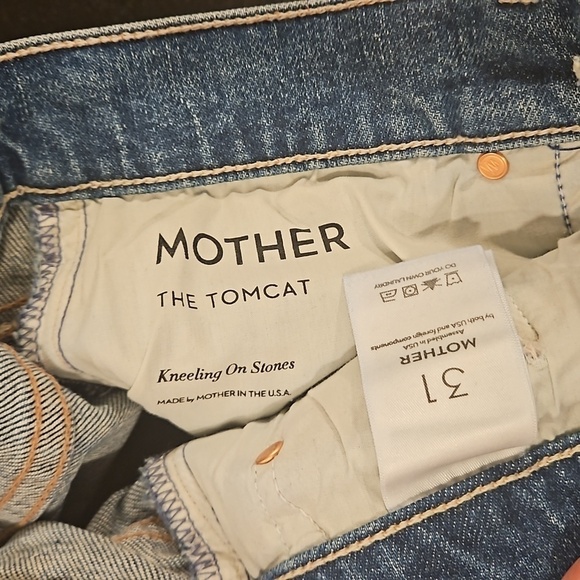 MOTHER
THE TOMCAT
Kneeling On Stones
MADE by MOTHER IN THE U.S.A.
31
MOTHER
Assembled in USA
by both USA and foreign components
DO YOUR OWN LAUNDRY